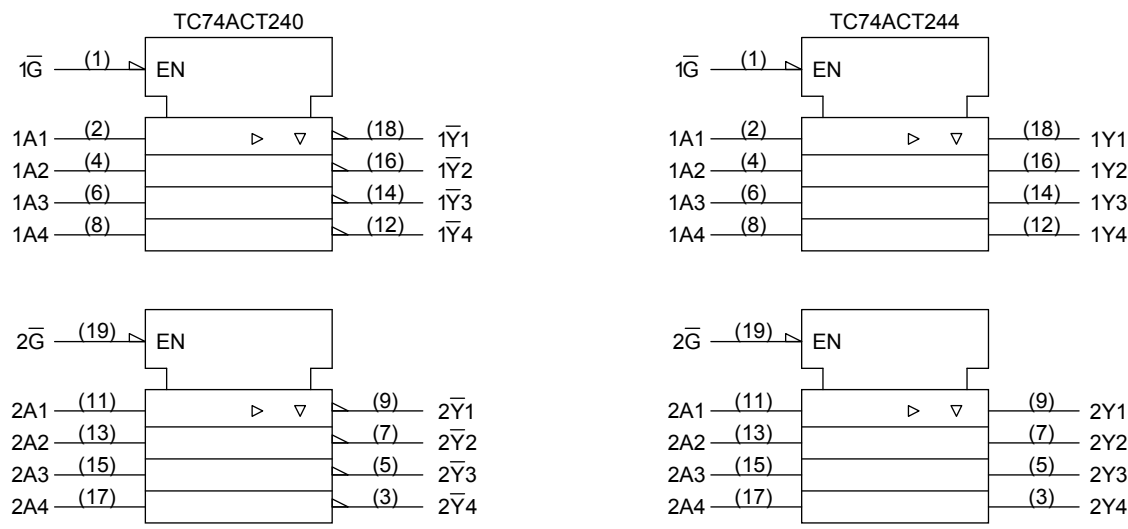 TC74ACT240
1G̅ (1) EN
1A1 (2) (18) 1Y̅1
1A2 (4) (16) 1Y̅2
1A3 (6) (14) 1Y̅3
1A4 (8) (12) 1Y̅4
2G̅ (19) EN
2A1 (11) (9) 2Y̅1
2A2 (13) (7) 2Y̅2
2A3 (15) (5) 2Y̅3
2A4 (17) (3) 2Y̅4
TC74ACT244
1G̅ (1) EN
1A1 (2) (18) 1Y1
1A2 (4) (16) 1Y2
1A3 (6) (14) 1Y3
1A4 (8) (12) 1Y4
2G̅ (19) EN
2A1 (11) (9) 2Y1
2A2 (13) (7) 2Y2
2A3 (15) (5) 2Y3
2A4 (17) (3) 2Y4